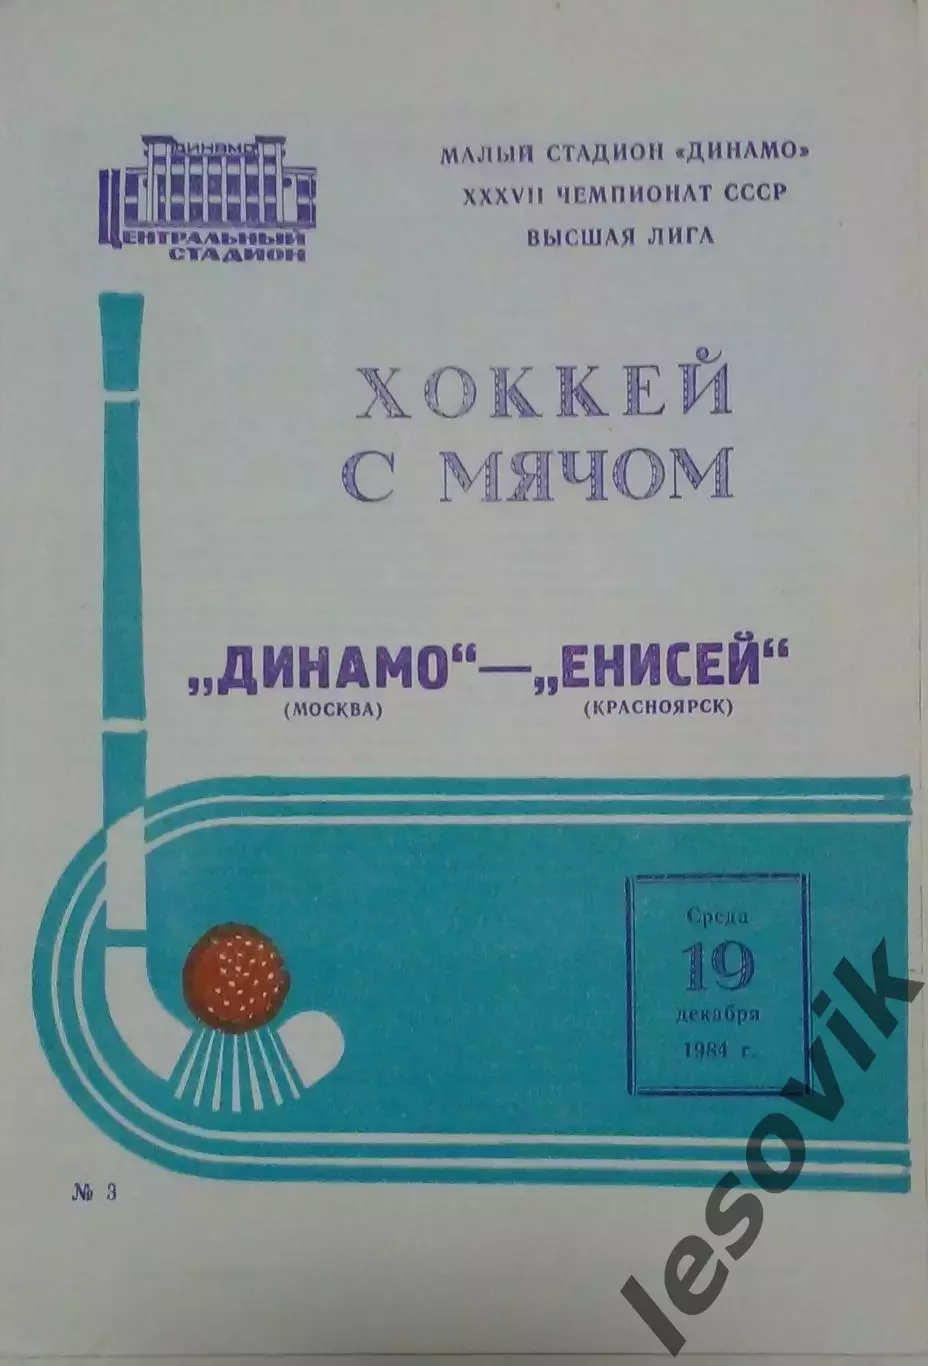 ДИНАМО
ЦЕНТРАЛЬНЫЙ
СТАДИОН
МАЛЫЙ СТАДИОН «ДИНАМО»
XXXVII ЧЕМПИОНАТ СССР
ВЫСШАЯ ЛИГА
ХОККЕЙ
С МЯЧОМ
„ДИНАМО“ — „ЕНИСЕЙ“
(МОСКВА) (КРАСНОЯРСК)
Среда
19
декабря
1984 г.
№ 3
lesovik